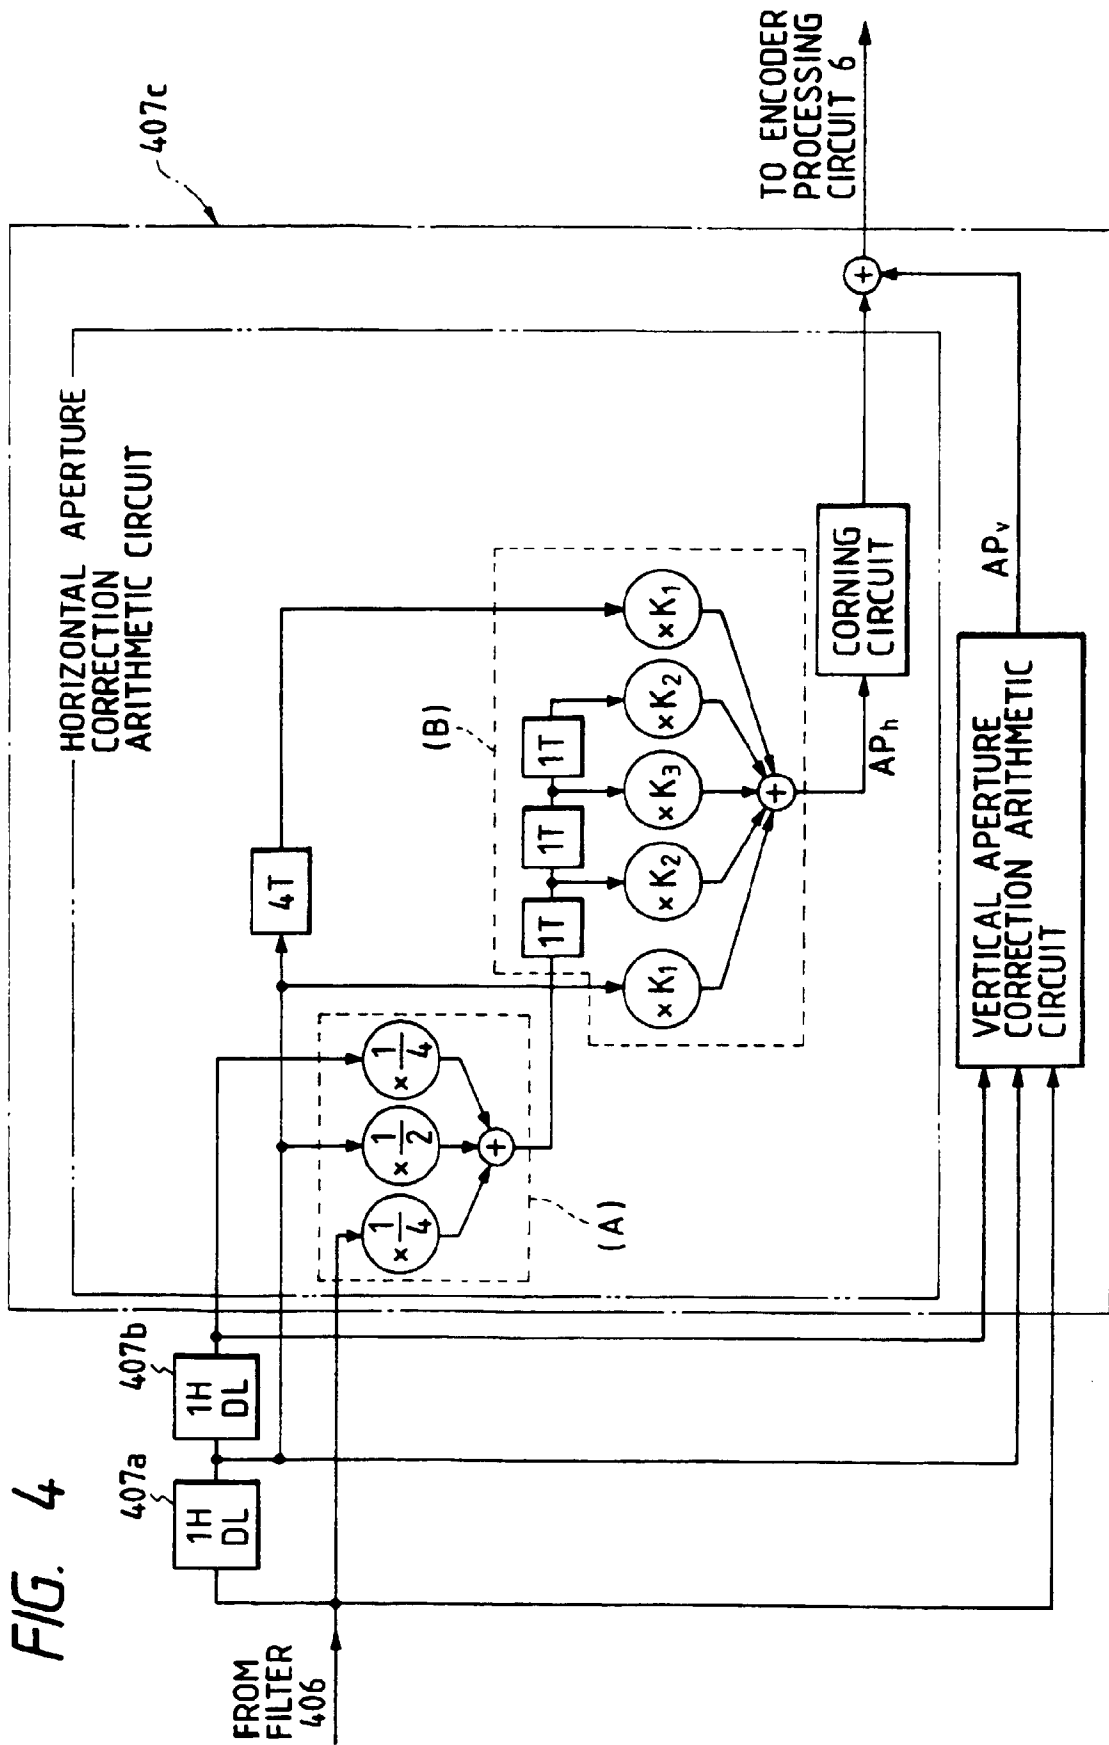 FIG. 4
FROM
FILTER
406
407a
1H
DL
407b
1H
DL
407c
HORIZONTAL APERTURE
CORRECTION
ARITHMETIC CIRCUIT
4T
× 1/4
× 1/2
× 1/4
+
(A)
(B)
1T
1T
1T
×K₁
×K₂
×K₃
×K₂
×K₁
+
APₕ
CORNING
CIRCUIT
+
TO ENCODER
PROCESSING
CIRCUIT 6
VERTICAL APERTURE
CORRECTION ARITHMETIC
CIRCUIT
APᵥ